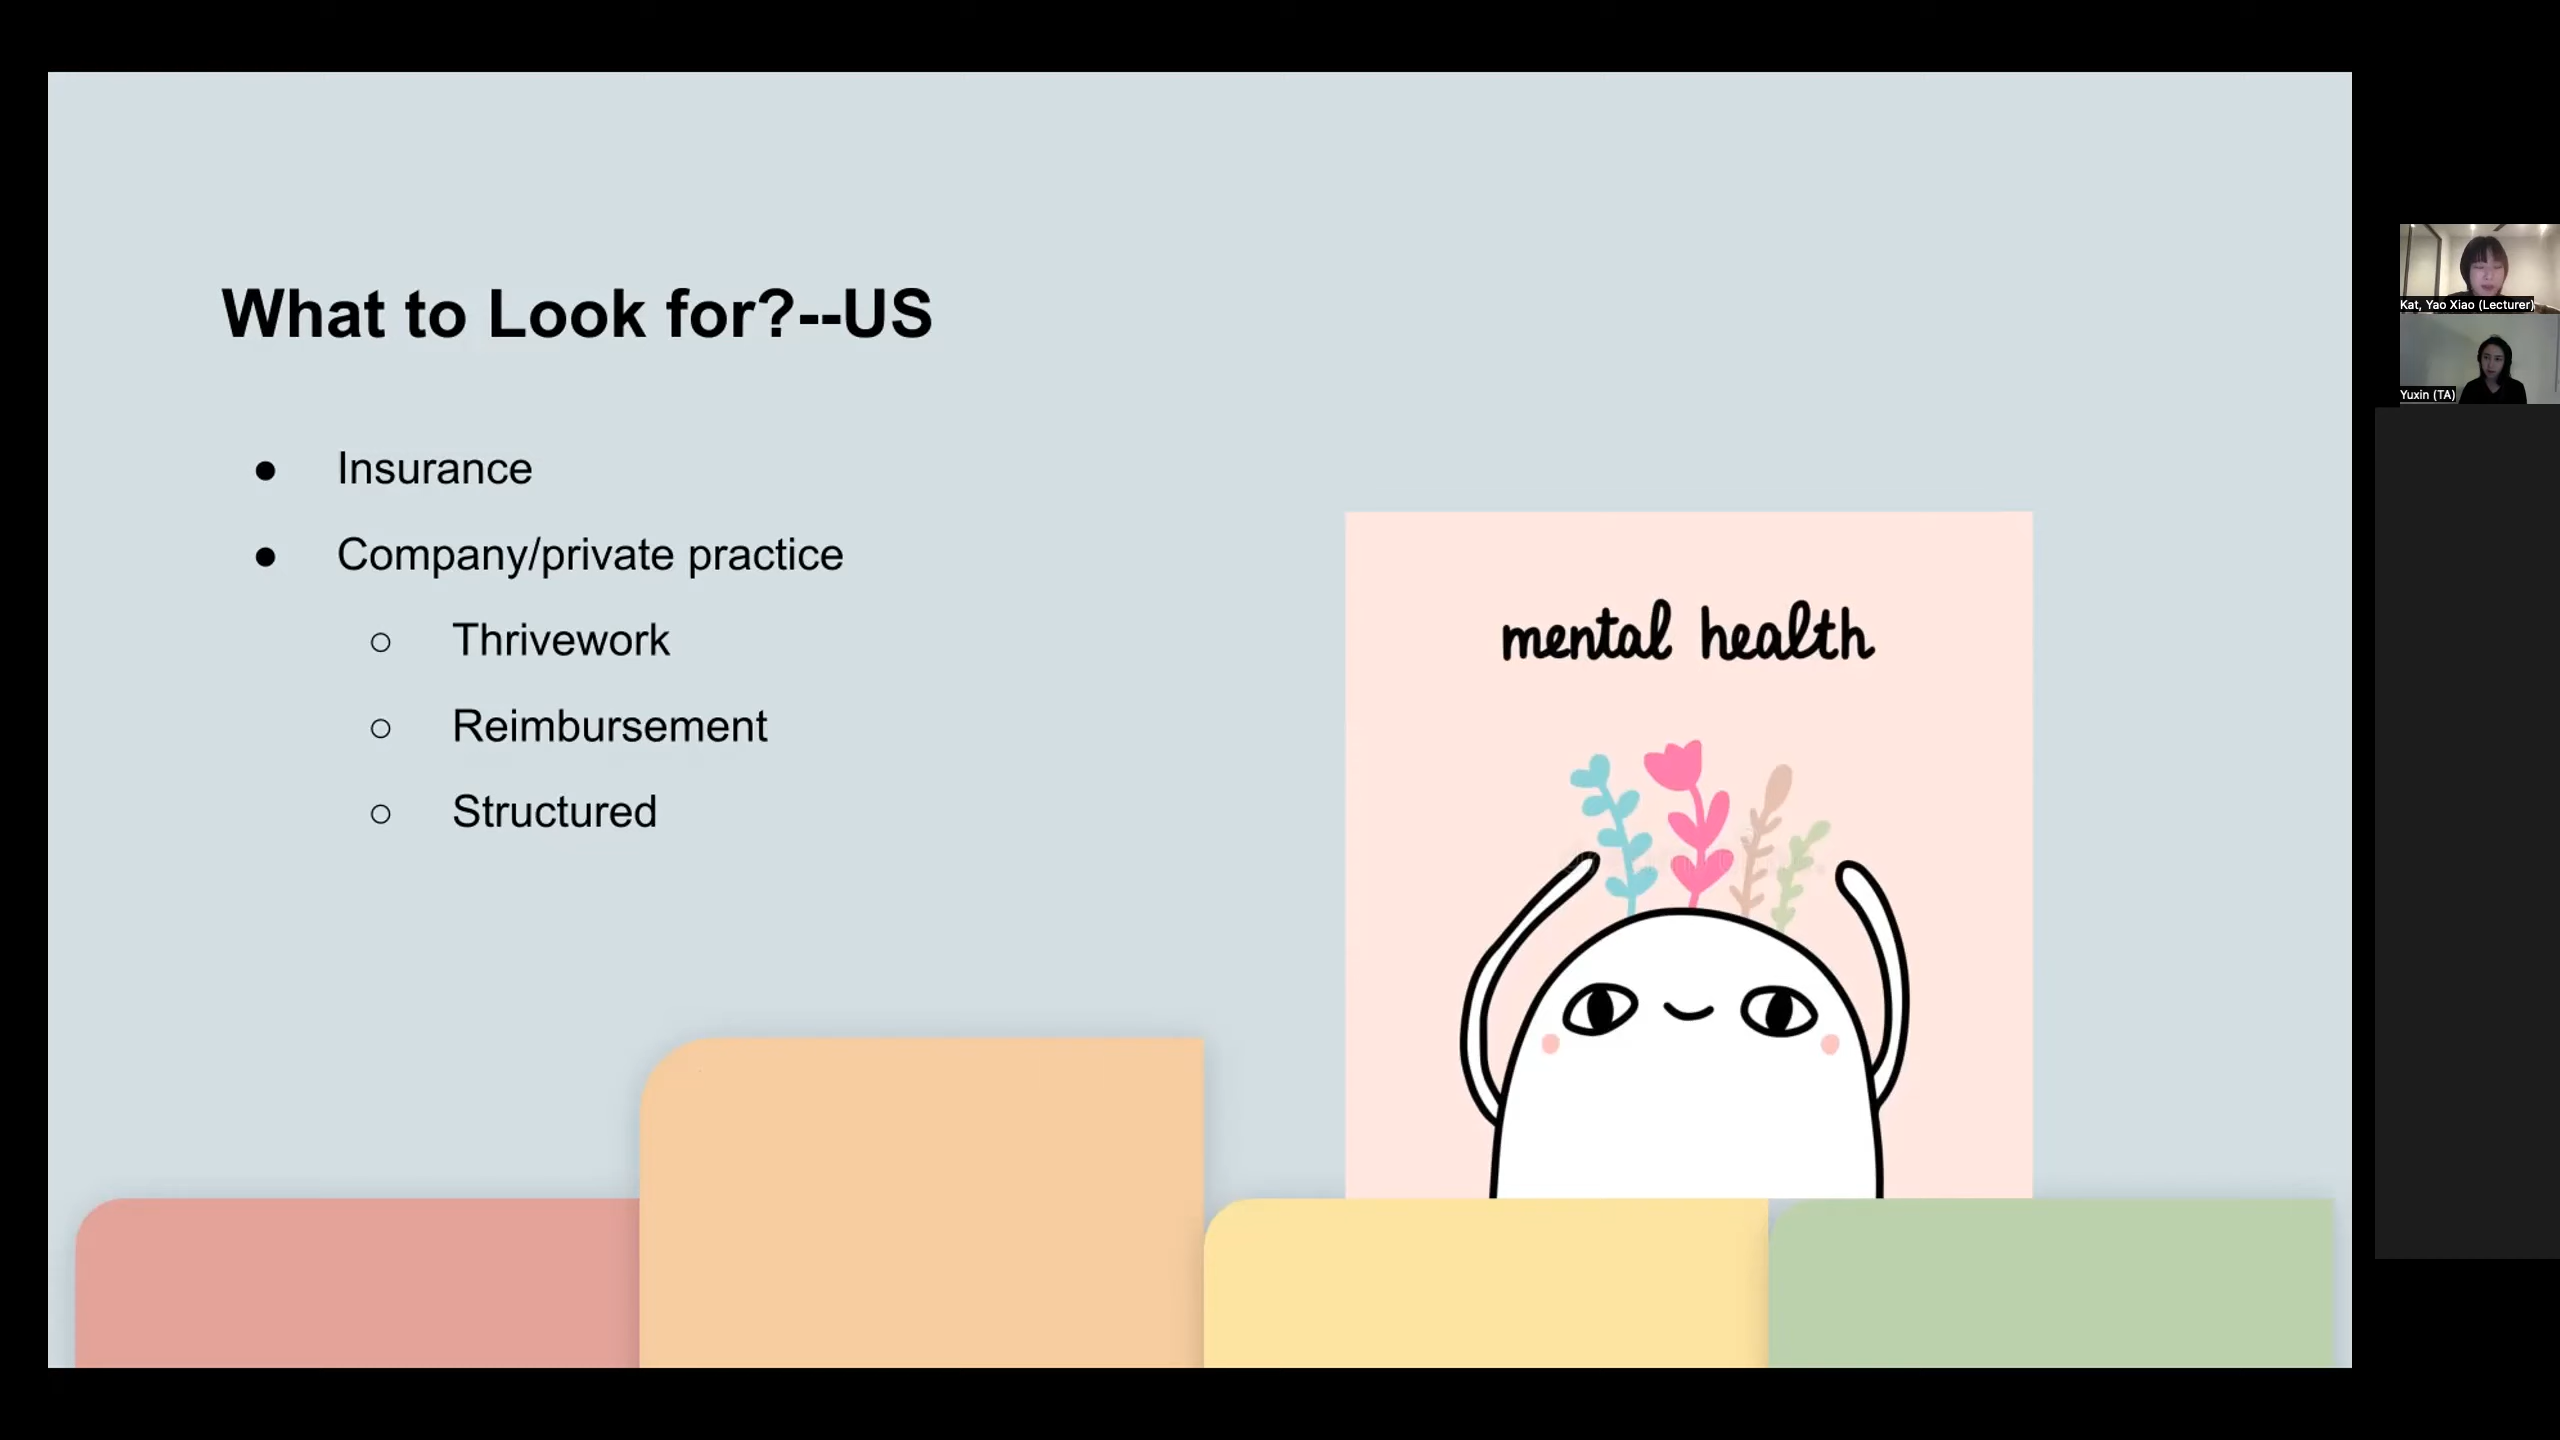 What to Look for?--US
● Insurance
● Company/private practice
○ Thrivework
○ Reimbursement
○ Structured
mental health
Kat, Yao Xiao (Lecturer)
Yuxin (TA)